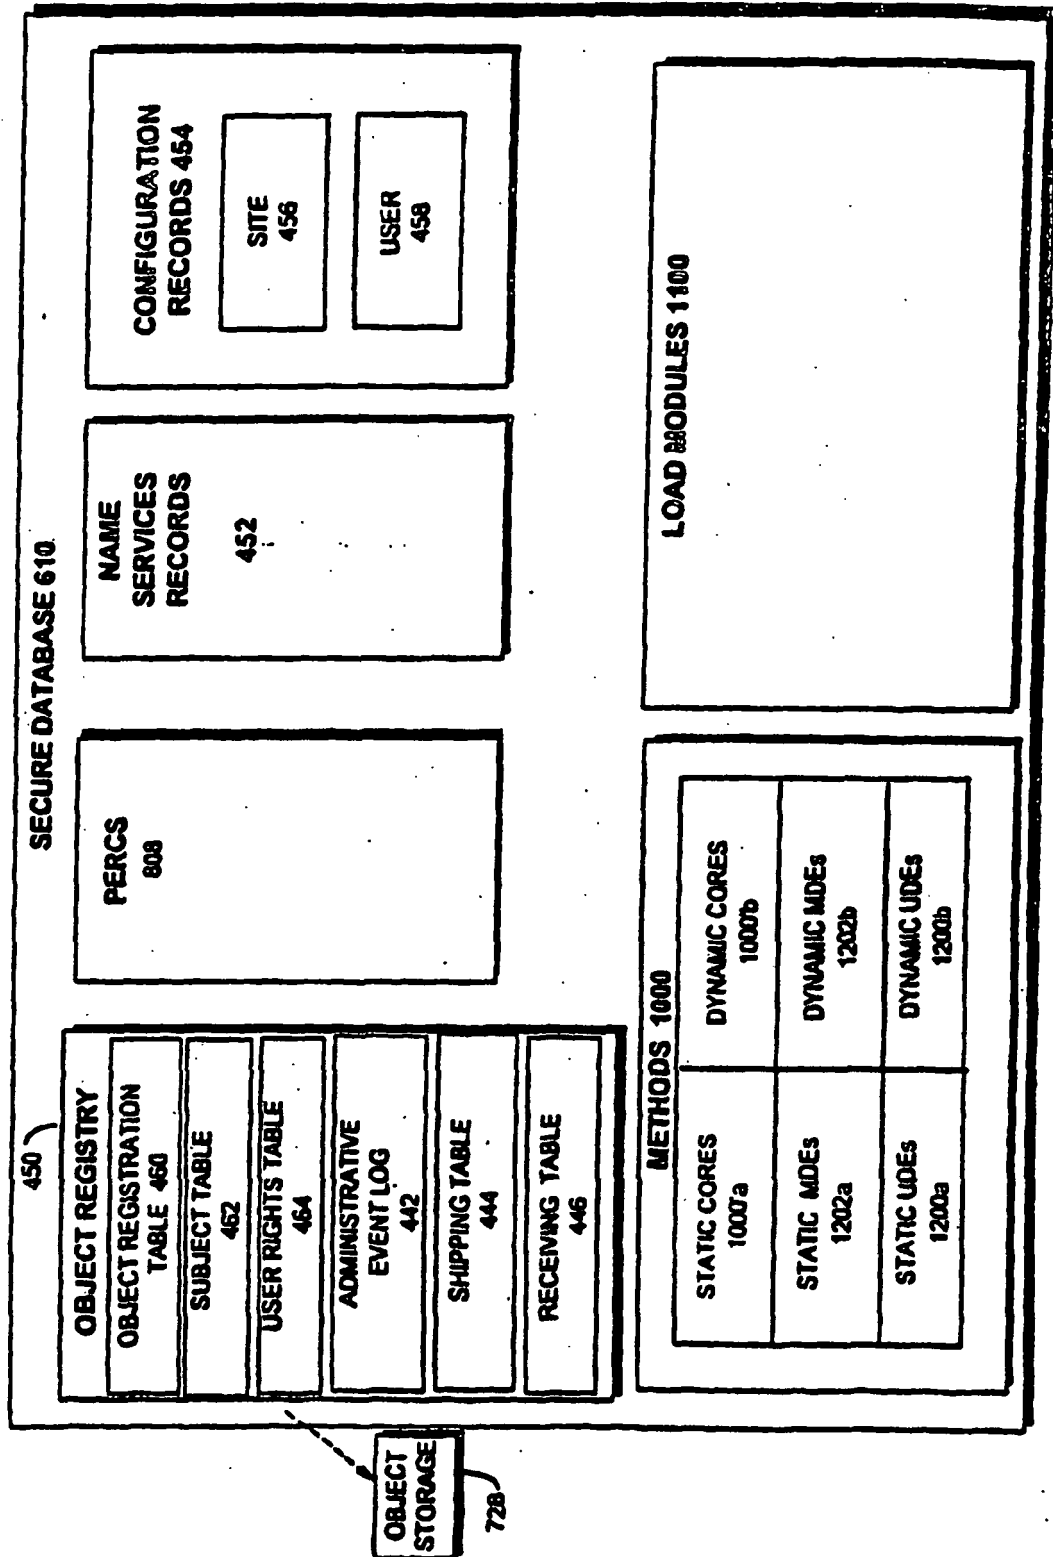 SECURE DATABASE 610
450
OBJECT REGISTRY
OBJECT REGISTRATION
TABLE 460
SUBJECT TABLE
462
USER RIGHTS TABLE
464
ADMINISTRATIVE
EVENT LOG
442
SHIPPING TABLE
444
RECEIVING TABLE
446
OBJECT
STORAGE
728
PERCS
808
NAME
SERVICES
RECORDS
452
CONFIGURATION
RECORDS 454
SITE
456
USER
458
METHODS 1000
STATIC CORES
1000'a
DYNAMIC CORES
1000'b
STATIC MDEs
1202a
DYNAMIC MDEs
1202b
STATIC UDEs
1200a
DYNAMIC UDEs
1200b
LOAD MODULES 1100